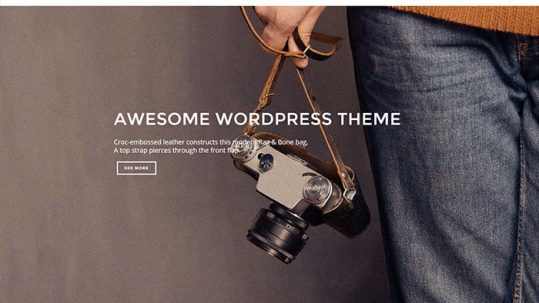 AWESOME WORDPRESS THEME
Croc-embossed leather constructs this modern Rag & Bone bag.
A top strap pierces through the front flap.
SEE MORE